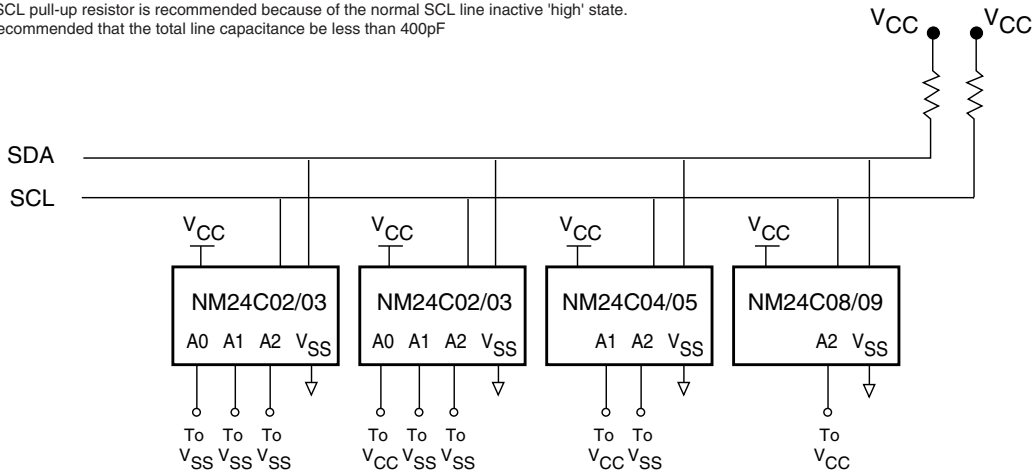 SCL pull-up resistor is recommended because of the normal SCL line inactive 'high' state.
ecommended that the total line capacitance be less than 400pF
VCC VCC
SDA
SCL
VCC VCC VCC VCC
NM24C02/03 NM24C02/03 NM24C04/05 NM24C08/09
A0 A1 A2 VSS A0 A1 A2 VSS A1 A2 VSS A2 VSS
To To To To To To To To To
VSS VSS VSS VCC VSS VSS VCC VSS VCC